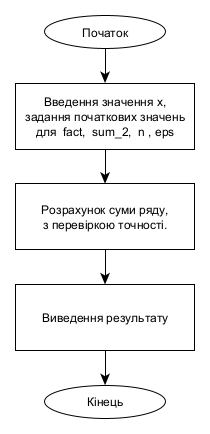 Початок
Введення значення х,
задання початкових значень
для fact, sum_2, n , eps
Розрахунок суми ряду,
з перевіркою точності.
Виведення результату
Кінець